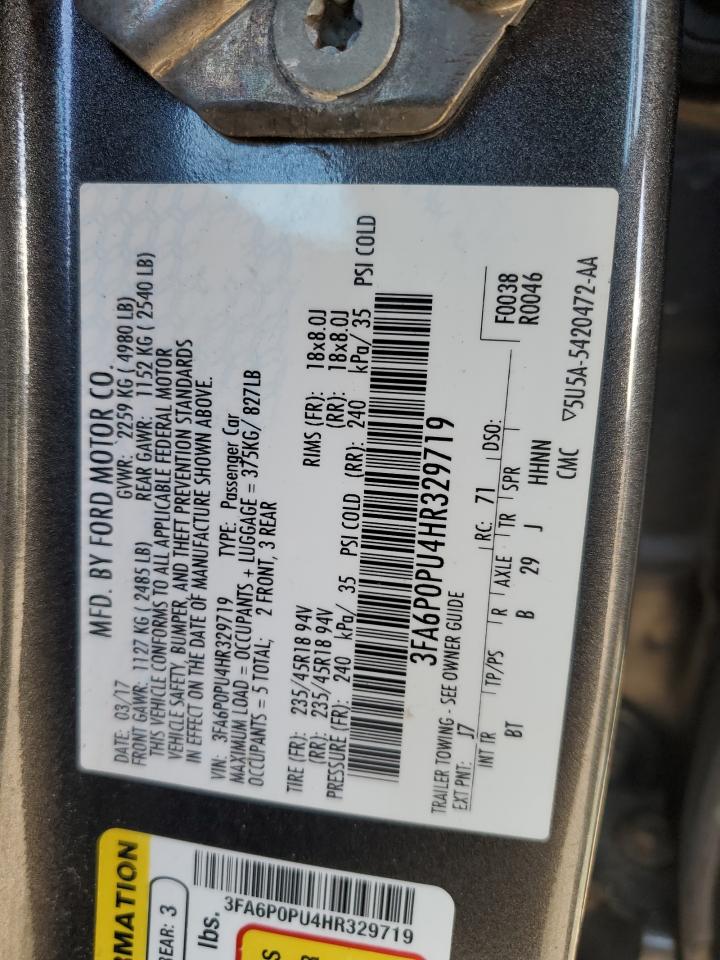 MFD. BY FORD MOTOR CO.
DATE: 03/17 GVWR: 2259 KG ( 4980 LB)
FRONT GAWR: 1127 KG ( 2485 LB) REAR GAWR: 1152 KG ( 2540 LB)
THIS VEHICLE CONFORMS TO ALL APPLICABLE FEDERAL MOTOR
VEHICLE SAFETY, BUMPER, AND THEFT PREVENTION STANDARDS
IN EFFECT ON THE DATE OF MANUFACTURE SHOWN ABOVE.
VIN: 3FA6P0PU4HR329719 TYPE: Passenger Car
MAXIMUM LOAD = OCCUPANTS + LUGGAGE = 375KG/ 827LB
OCCUPANTS = 5 TOTAL; 2 FRONT, 3 REAR
TIRE (FR): 235/45R18 94V RIMS (FR): 18x8.0J
(RR): 235/45R18 94V (RR): 18x8.0J
PRESSURE (FR): 240 kPa/ 35 PSI COLD (RR): 240 kPa/ 35 PSI COLD
3FA6P0PU4HR329719
TRAILER TOWING - SEE OWNER GUIDE
EXT PNT: J7 RC: 71 DSO: F0038
R0046
INT TR TP/PS R AXLE TR SPR
BT B 29 J HHNN
CMC ▽5U5A-5420472-AA
RMATION
REAR: 3
lbs.
3FA6P0PU4HR329719